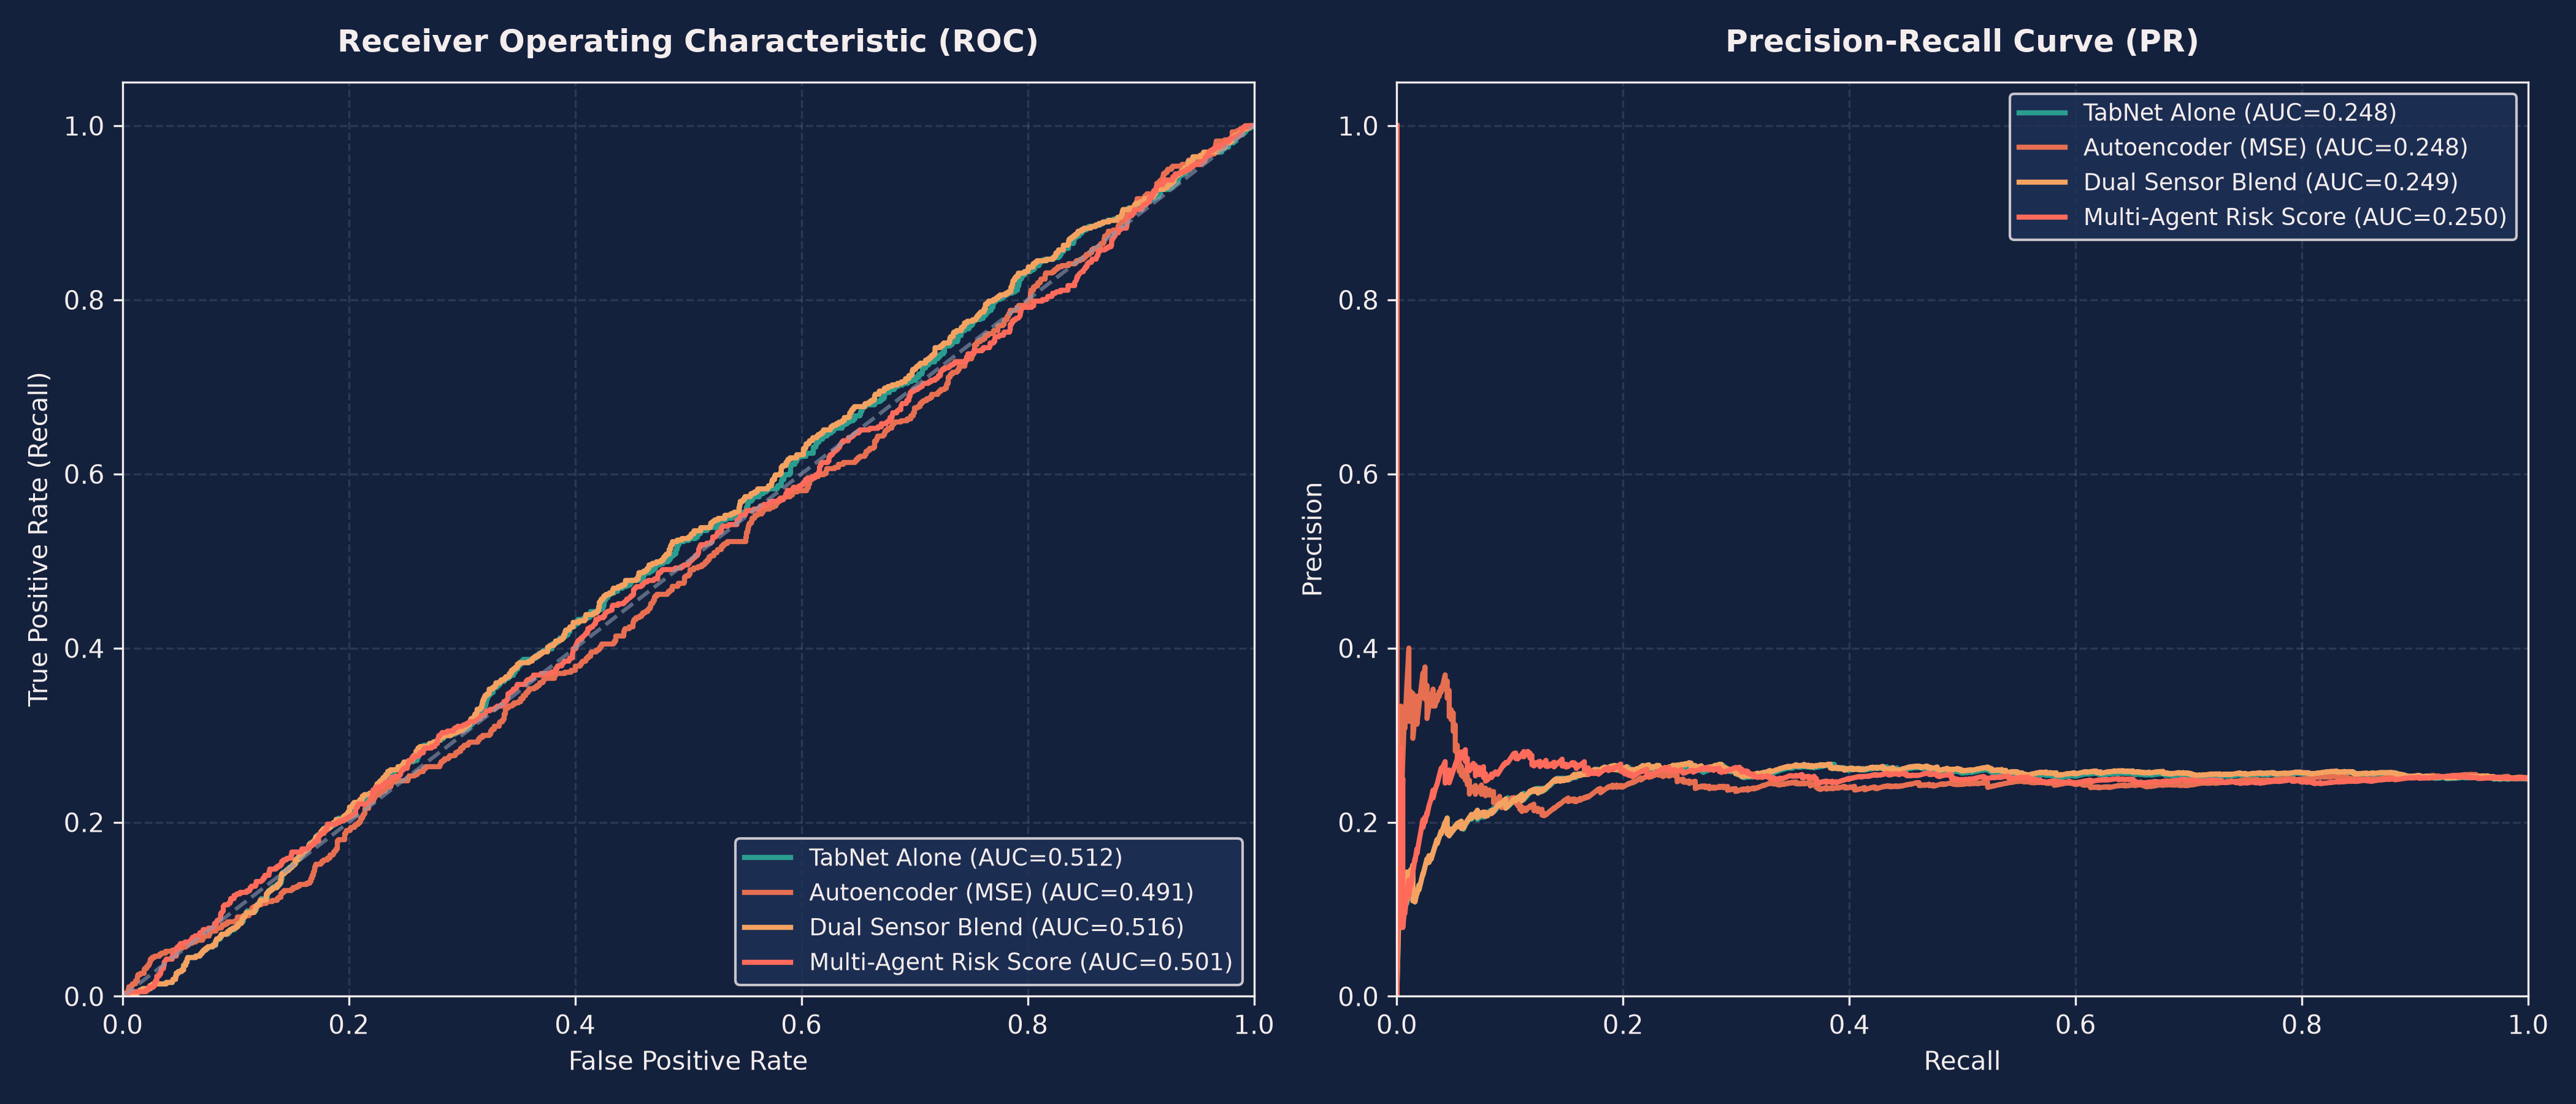 Receiver Operating Characteristic (ROC)
1.0
0.8
0.6
0.4
0.2
0.0
True Positive Rate (Recall)
TabNet Alone (AUC=0.512)
Autoencoder (MSE) (AUC=0.491)
Dual Sensor Blend (AUC=0.516)
Multi-Agent Risk Score (AUC=0.501)
0.0 0.2 0.4 0.6 0.8 1.0
False Positive Rate
Precision-Recall Curve (PR)
TabNet Alone (AUC=0.248)
Autoencoder (MSE) (AUC=0.248)
Dual Sensor Blend (AUC=0.249)
Multi-Agent Risk Score (AUC=0.250)
1.0
0.8
0.6
0.4
0.2
0.0
Precision
0.0 0.2 0.4 0.6 0.8 1.0
Recall